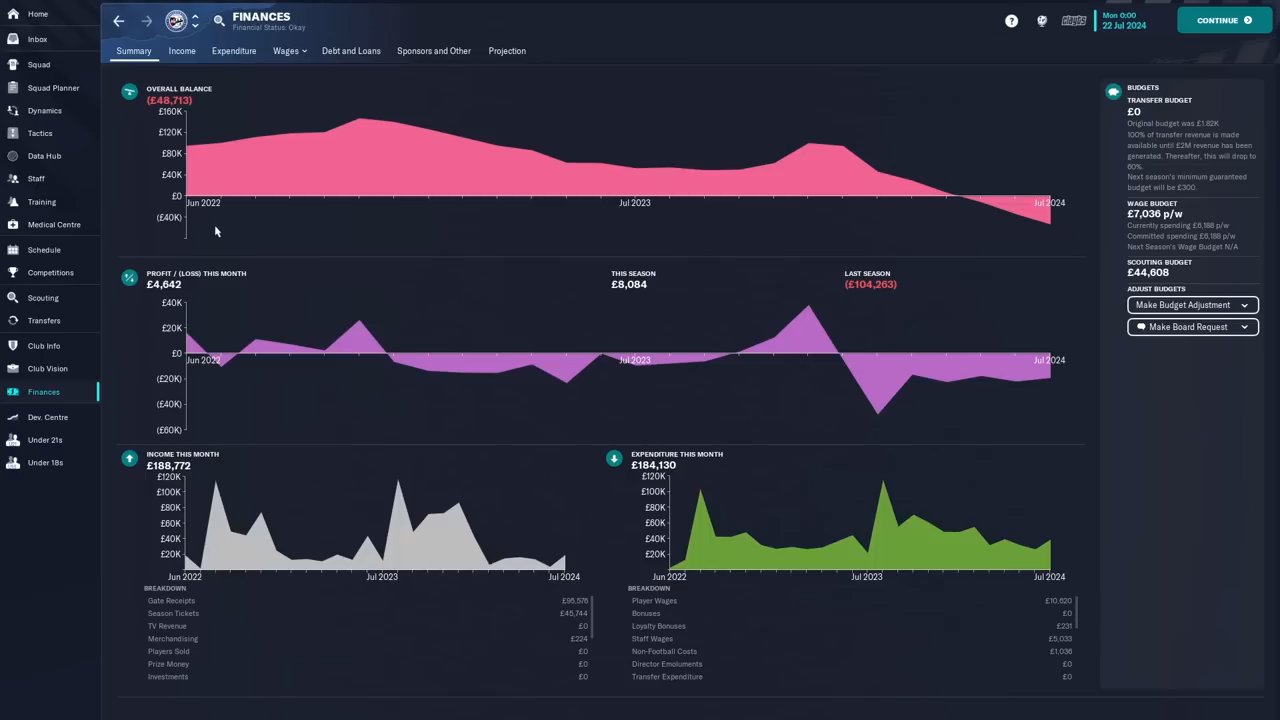 Home
Inbox
Squad
Squad Planner
Dynamics
Tactics
Data Hub
Staff
Training
Medical Centre
Schedule
Competitions
Scouting
Transfers
Club Info
Club Vision
Finances
Dev. Centre
Under 21s
Under 18s
FINANCES
Financial Status: Okay
Mon 0:00
22 Jul 2024
CONTINUE
Summary Income Expenditure Wages Debt and Loans Sponsors and Other Projection
OVERALL BALANCE
(£48,713)
£160K
£120K
£80K
£40K
£0
(£40K)
Jun 2022 Jul 2023 Jul 2024
PROFIT / (LOSS) THIS MONTH
£4,642
THIS SEASON
£8,084
LAST SEASON
(£104,263)
£40K
£20K
£0
(£20K)
(£40K)
(£60K)
Jun 2022 Jul 2023 Jul 2024
INCOME THIS MONTH
£188,772
£120K
£100K
£80K
£60K
£40K
£20K
Jun 2022 Jul 2023 Jul 2024
BREAKDOWN
Gate Receipts £95,576
Season Tickets £45,744
TV Revenue £0
Merchandising £224
Players Sold £0
Prize Money £0
Investments £0
EXPENDITURE THIS MONTH
£184,130
£120K
£100K
£80K
£60K
£40K
£20K
Jun 2022 Jul 2023 Jul 2024
BREAKDOWN
Player Wages £10,620
Bonuses £0
Loyalty Bonuses £231
Staff Wages £5,033
Non-Football Costs £1,036
Director Emoluments £0
Transfer Expenditure £0
BUDGETS
TRANSFER BUDGET
£0
Original budget was £1.82K
100% of transfer revenue is made
available until £2M revenue has been
generated. Thereafter, this will drop to
60%.
Next season's minimum guaranteed
budget will be £300.
WAGE BUDGET
£7,036 p/w
Currently spending £6,188 p/w
Committed spending £6,188 p/w
Next Season's Wage Budget N/A
SCOUTING BUDGET
£44,608
ADJUST BUDGETS
Make Budget Adjustment
Make Board Request